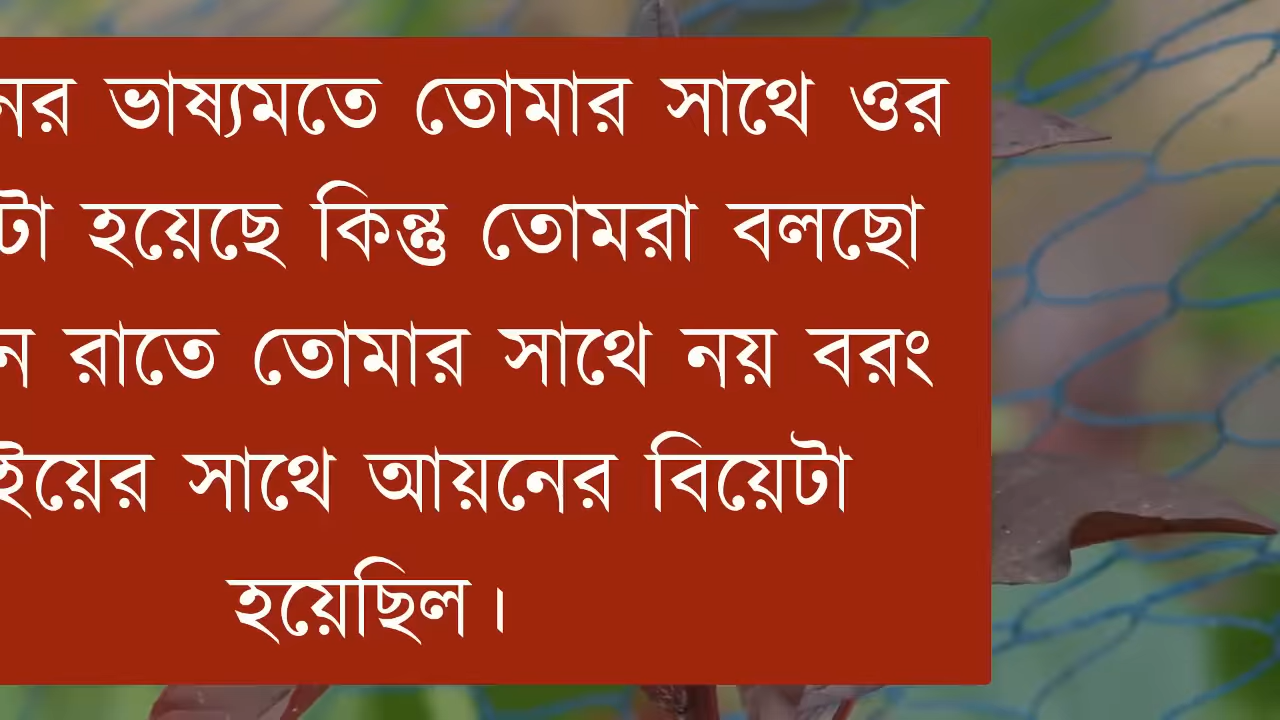 ভাষ্যমতে তোমার সাথে ওর
হয়েছে কিন্তু তোমরা বলছো
রাতে তোমার সাথে নয় বরং
সাথে আয়নের বিয়েটা
হয়েছিল।